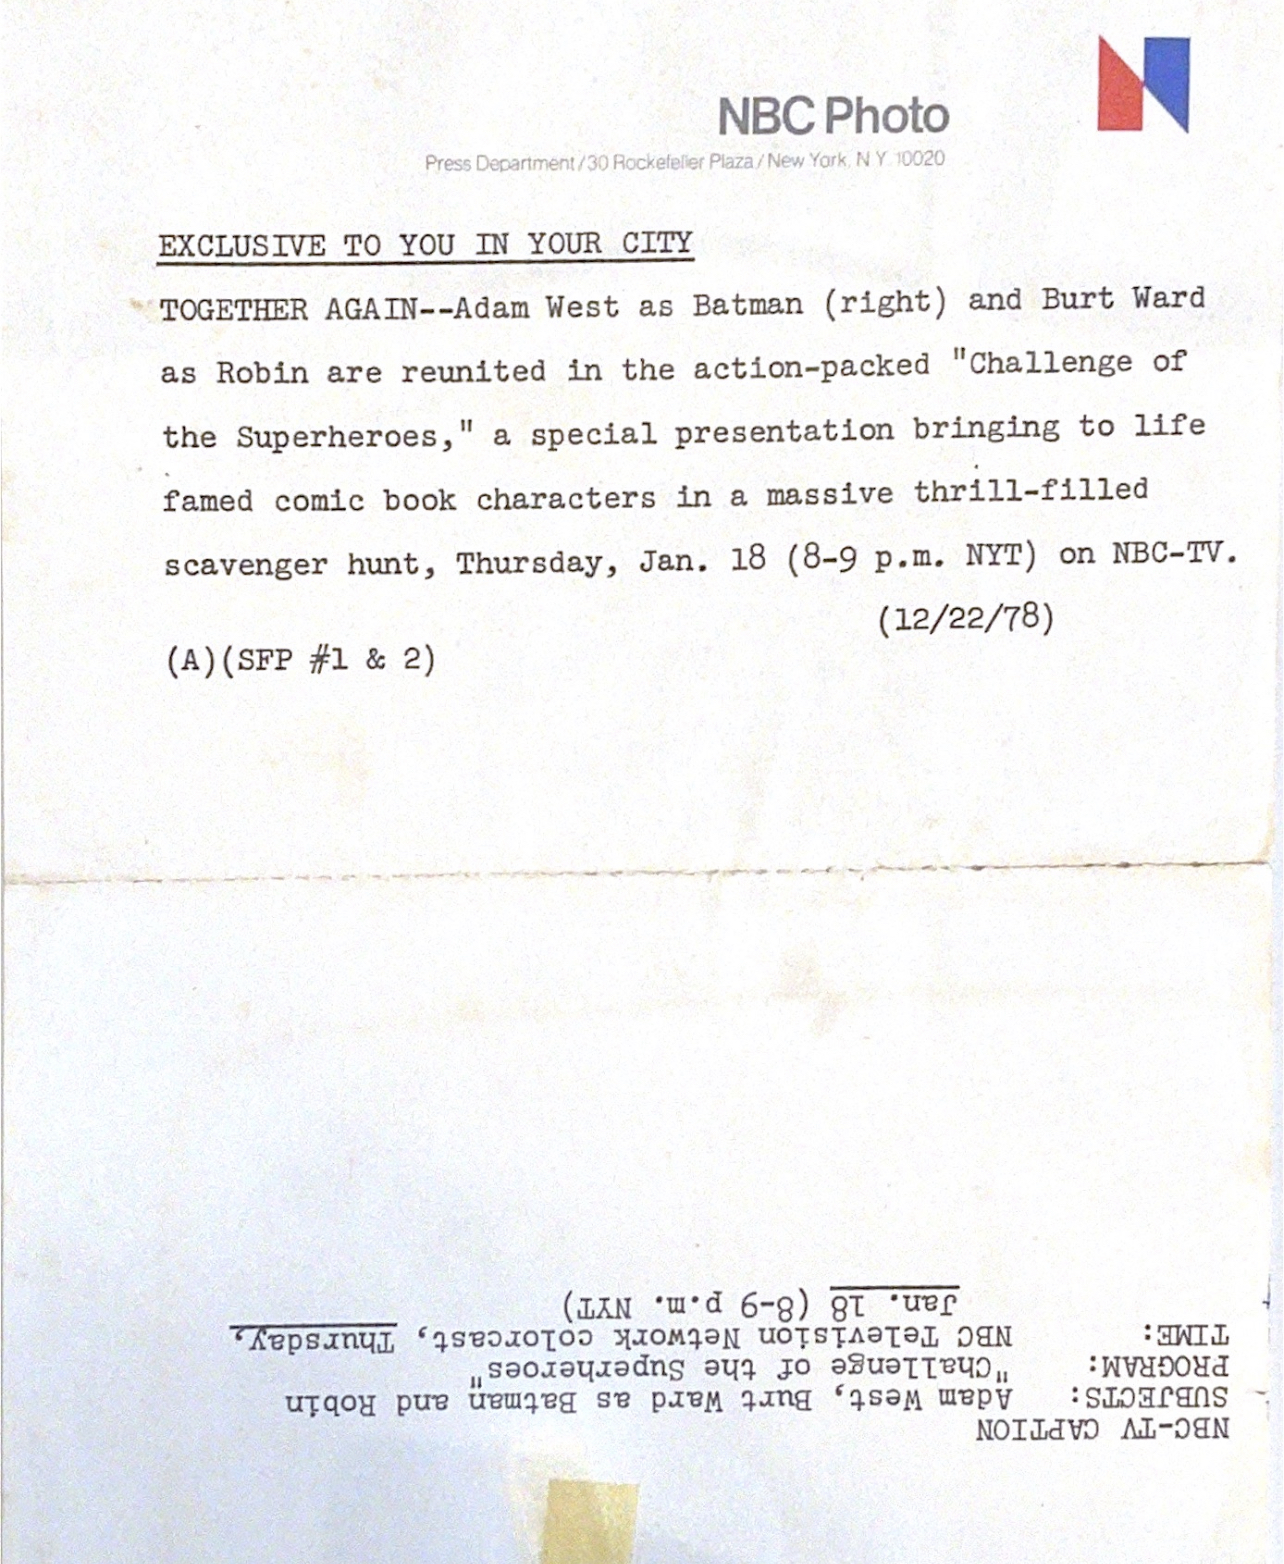 NBC Photo
Press Department/30 Rockefeller Plaza/New York, N.Y. 10020
EXCLUSIVE TO YOU IN YOUR CITY
TOGETHER AGAIN--Adam West as Batman (right) and Burt Ward
as Robin are reunited in the action-packed "Challenge of
the Superheroes," a special presentation bringing to life
famed comic book characters in a massive thrill-filled
scavenger hunt, Thursday, Jan. 18 (8-9 p.m. NYT) on NBC-TV.
(12/22/78)
(A)(SFP #1 & 2)
NBC-TV CAPTION
SUBJECTS: Adam West, Burt Ward as Batman and Robin
PROGRAM: "Challenge of the Superheroes"
TIME: NBC Television Network colorcast, Thursday,
Jan. 18 (8-9 p.m. NYT)